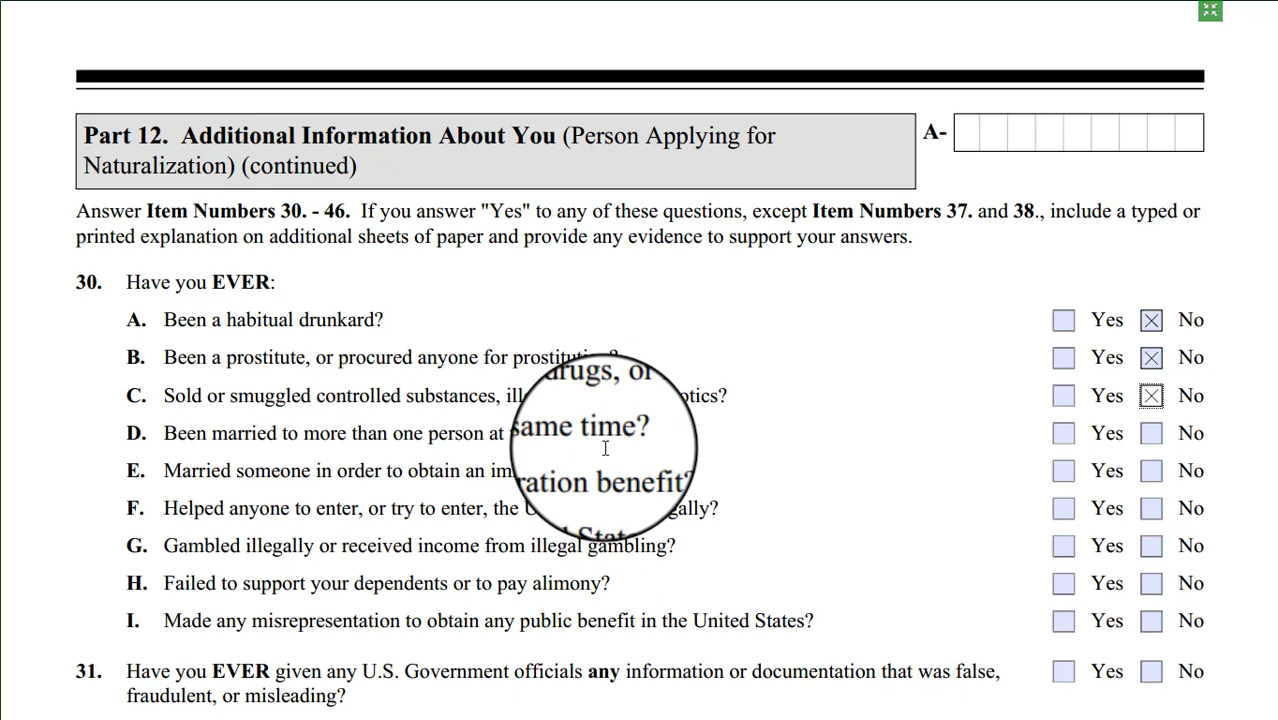 Part 12. Additional Information About You (Person Applying for
Naturalization) (continued)
A-
Answer Item Numbers 30. - 46. If you answer "Yes" to any of these questions, except Item Numbers 37. and 38., include a typed or
printed explanation on additional sheets of paper and provide any evidence to support your answers.
30. Have you EVER:
A. Been a habitual drunkard? Yes No
B. Been a prostitute, or procured anyone for prostitution? Yes No
C. Sold or smuggled controlled substances, drugs, or Yes No
D. Been married to more than one person at same time? Yes No
E. Married someone in order to obtain an benefit? Yes No
F. Helped anyone to enter, or try to enter, the Yes No
G. Gambled illegally or received income from illegal gambling? Yes No
H. Failed to support your dependents or to pay alimony? Yes No
I. Made any misrepresentation to obtain any public benefit in the United States? Yes No
31. Have you EVER given any U.S. Government officials any information or documentation that was false, Yes No
fraudulent, or misleading?